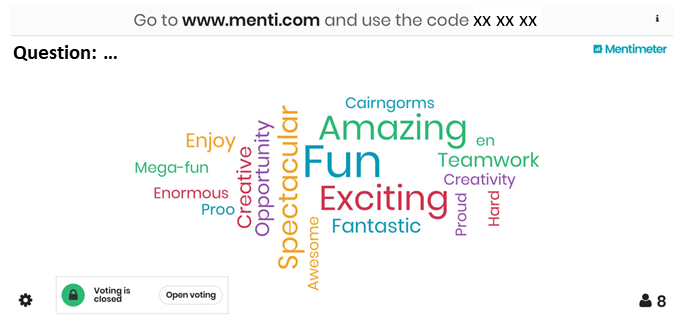 Go to www.menti.com and use the code xx xx xx
i
Question: ...
Mentimeter
Cairngorms
Amazing
en
Enjoy
Teamwork
Fun
Mega-fun
Creativity
Enormous
Exciting
Proo
Creative
Opportunity
Spectacular
Fantastic
Proud
Hard
Awesome
Voting is
closed
Open voting
8